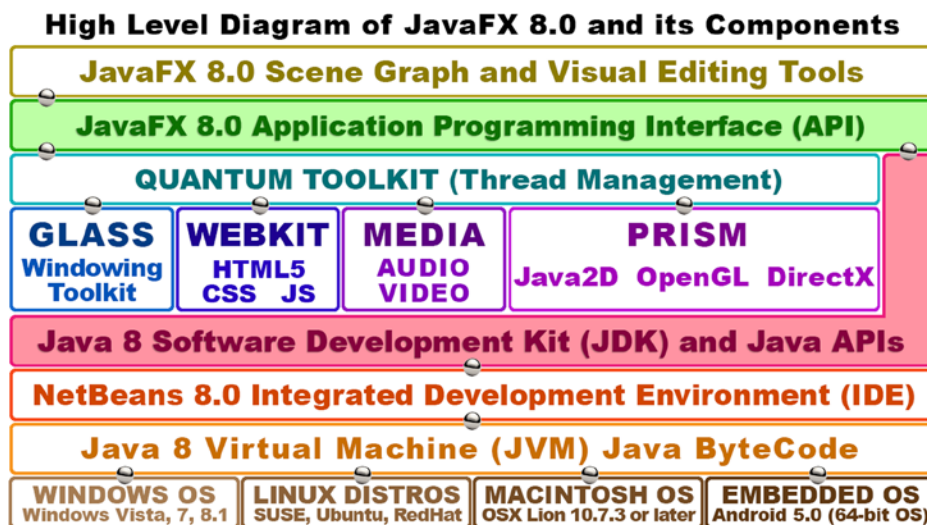 High Level Diagram of JavaFX 8.0 and its Components
JavaFX 8.0 Scene Graph and Visual Editing Tools
JavaFX 8.0 Application Programming Interface (API)
QUANTUM TOOLKIT (Thread Management)
GLASS
Windowing
Toolkit
WEBKIT
HTML5
CSS JS
MEDIA
AUDIO
VIDEO
PRISM
Java2D OpenGL DirectX
Java 8 Software Development Kit (JDK) and Java APIs
NetBeans 8.0 Integrated Development Environment (IDE)
Java 8 Virtual Machine (JVM) Java ByteCode
WINDOWS OS
Windows Vista, 7, 8.1
LINUX DISTROS
SUSE, Ubuntu, RedHat
MACINTOSH OS
OSX Lion 10.7.3 or later
EMBEDDED OS
Android 5.0 (64-bit OS)